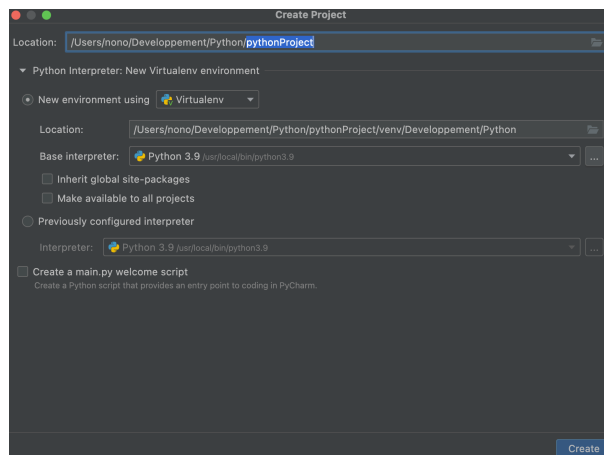 Create Project
Location: /Users/nono/Developpement/Python/pythonProject
Python Interpreter: New Virtualenv environment
New environment using Virtualenv
Location: /Users/nono/Developpement/Python/pythonProject/venv/Developpement/Python
Base interpreter: Python 3.9 /usr/local/bin/python3.9 ...
Inherit global site-packages
Make available to all projects
Previously configured interpreter
Interpreter: Python 3.9 /usr/local/bin/python3.9 ...
Create a main.py welcome script
Create a Python script that provides an entry point to coding in PyCharm.
Create